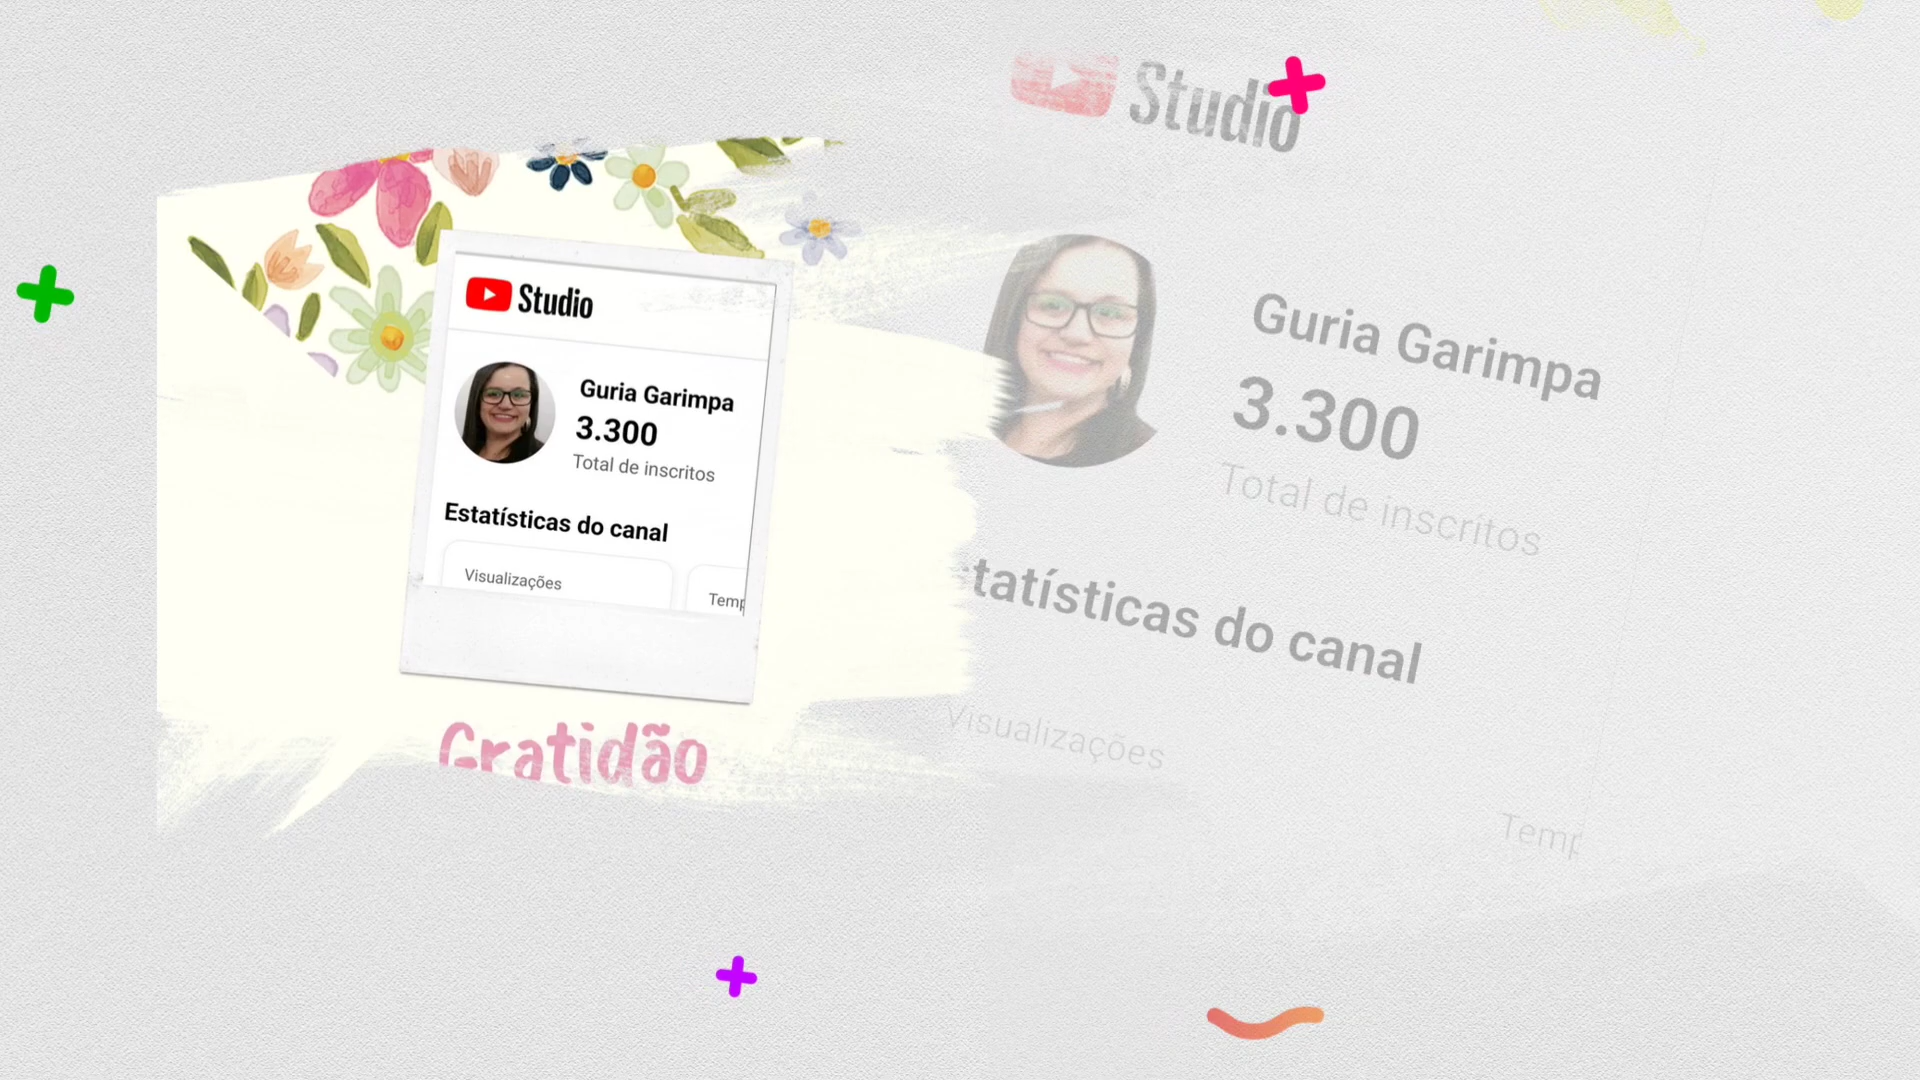 Studio
Guria Garimpa
3.300
Total de inscritos
Estatísticas do canal
Visualizações
Temp
Gratidão
Studio
Guria Garimpa
3.300
Total de inscritos
tatísticas do canal
Visualizações
Temp